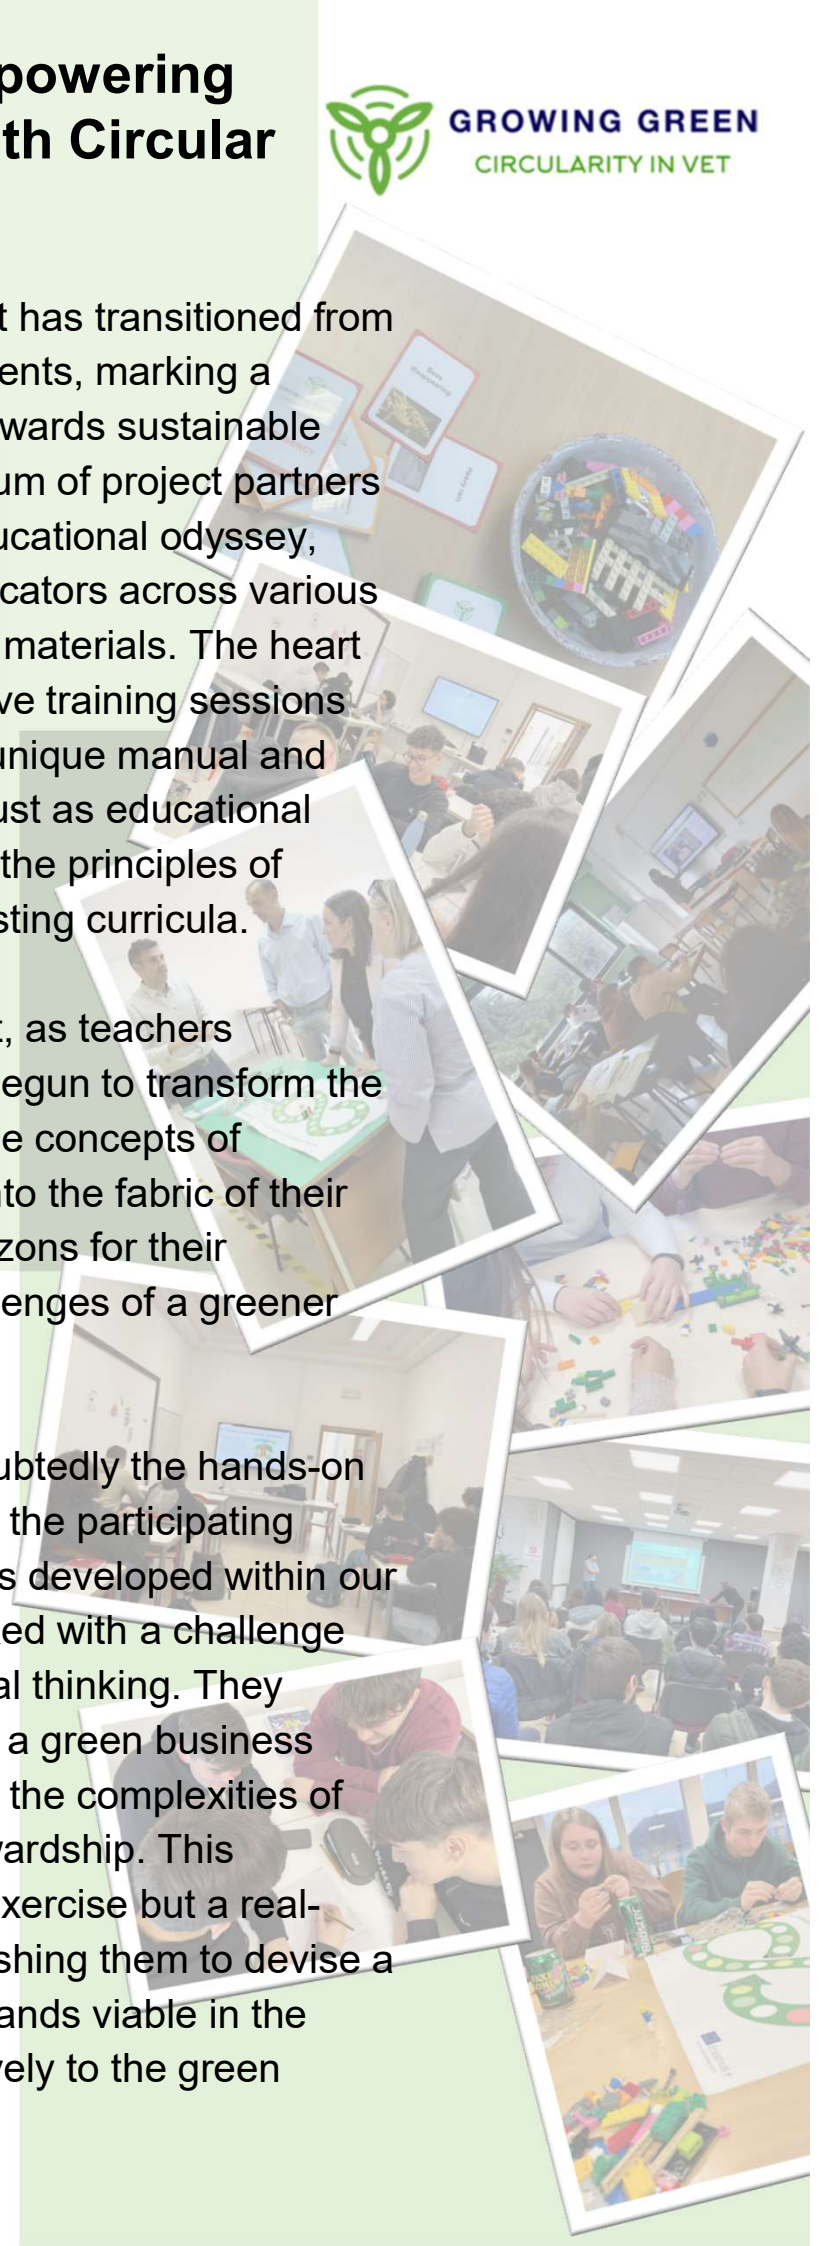 powering
th Circular
GROWING GREEN
CIRCULARITY IN VET
t has transitioned from
ents, marking a
wards sustainable
um of project partners
ucational odyssey,
cators across various
materials. The heart
ve training sessions
unique manual and
ust as educational
the principles of
sting curricula.
t, as teachers
egun to transform the
e concepts of
nto the fabric of their
zons for their
enges of a greener
ubtedly the hands-on
the participating
s developed within our
ed with a challenge
al thinking. They
a green business
the complexities of
vardship. This
xercise but a real-
shing them to devise a
ands viable in the
vely to the green
Bees
disappearing
Heavy rain